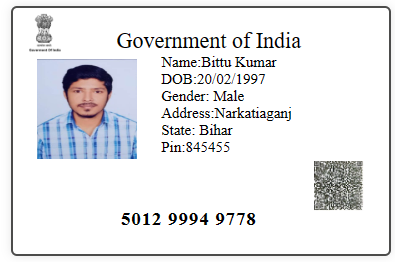 Government of India
Government of India
Name:Bittu Kumar
DOB:20/02/1997
Gender: Male
Address:Narkatiaganj
State: Bihar
Pin:845455
5012 9994 9778